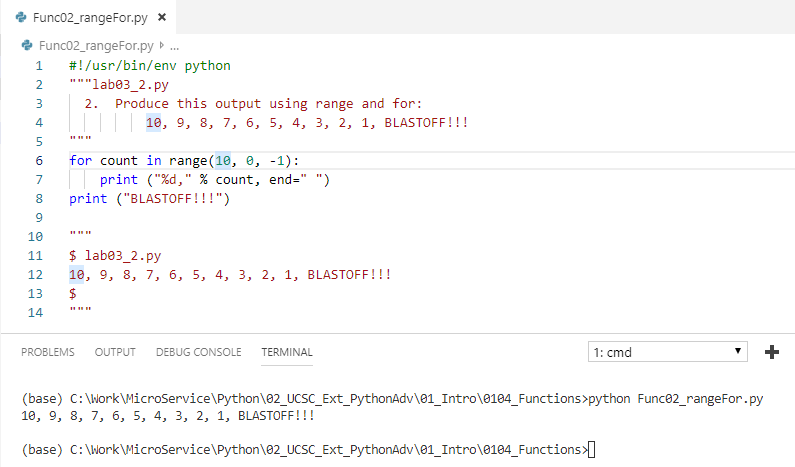 Func02_rangeFor.py ×
Func02_rangeFor.py ▸ ...
1 #!/usr/bin/env python
2 """lab03_2.py
3 2. Produce this output using range and for:
4 10, 9, 8, 7, 6, 5, 4, 3, 2, 1, BLASTOFF!!!
5 """
6 for count in range(10, 0, -1):
7 print ("%d," % count, end=" ")
8 print ("BLASTOFF!!!")
9
10 """
11 $ lab03_2.py
12 10, 9, 8, 7, 6, 5, 4, 3, 2, 1, BLASTOFF!!!
13 $
14 """
PROBLEMS OUTPUT DEBUG CONSOLE TERMINAL 1: cmd
(base) C:\Work\MicroService\Python\02_UCSC_Ext_PythonAdv\01_Intro\0104_Functions>python Func02_rangeFor.py
10, 9, 8, 7, 6, 5, 4, 3, 2, 1, BLASTOFF!!!
(base) C:\Work\MicroService\Python\02_UCSC_Ext_PythonAdv\01_Intro\0104_Functions>